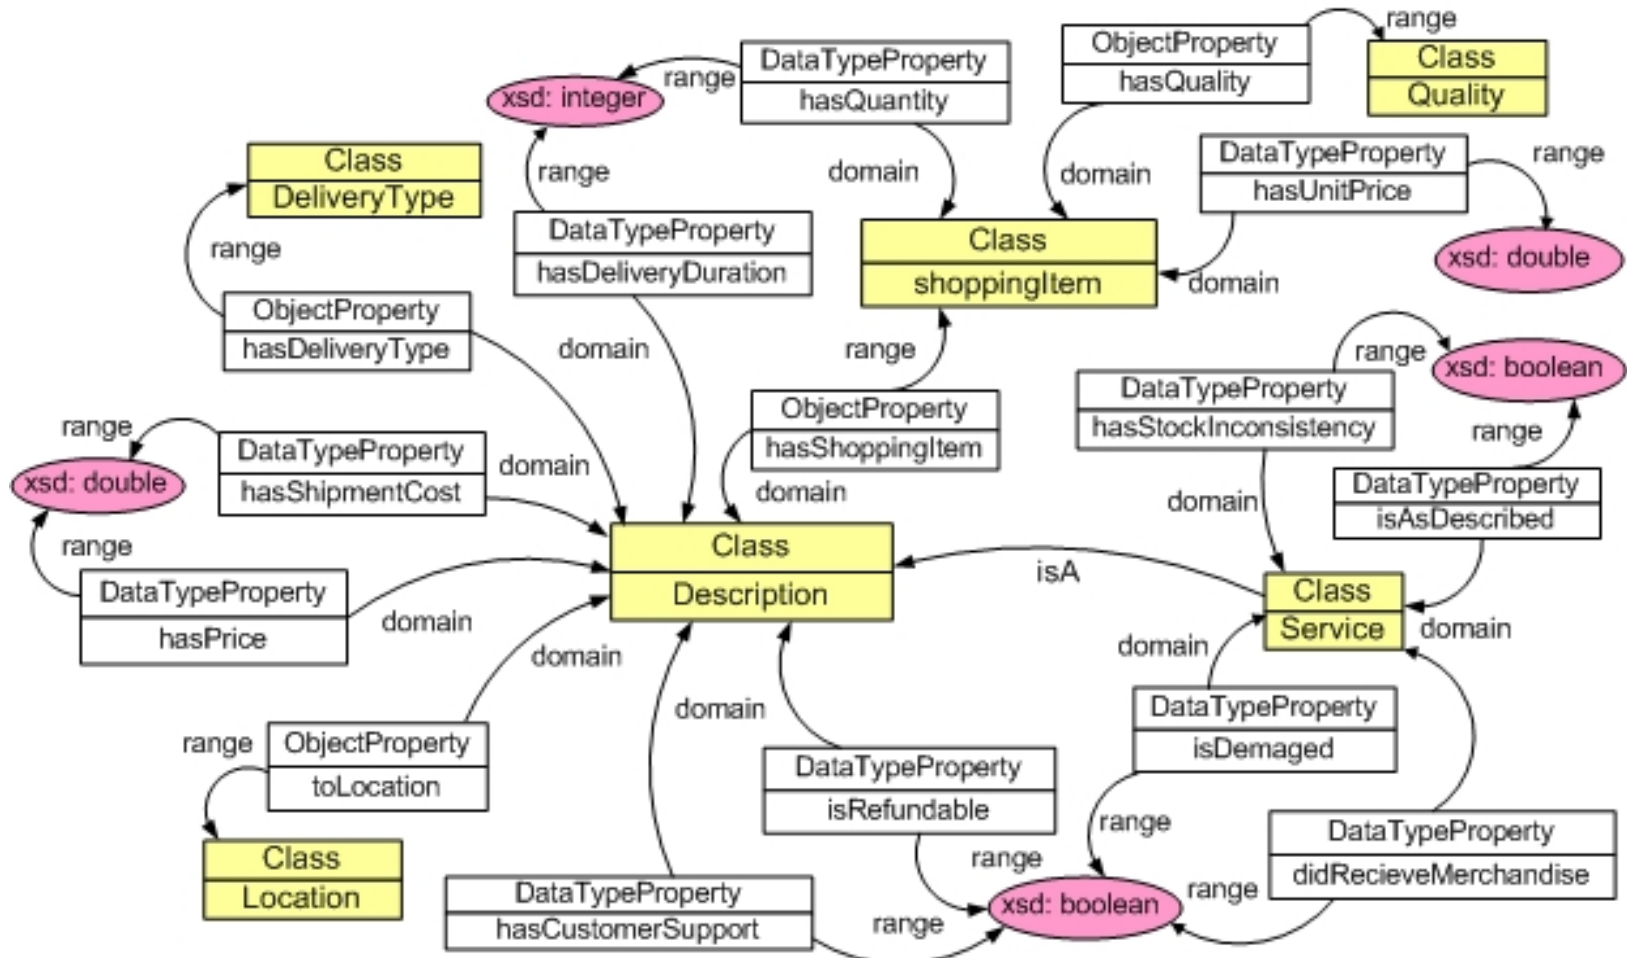 range
ObjectProperty
hasQuality
Class
Quality
DataTypeProperty
hasQuantity
range
xsd: integer
domain
domain
DataTypeProperty
hasUnitPrice
range
xsd: double
domain
Class
DeliveryType
range
range
DataTypeProperty
hasDeliveryDuration
Class
shoppingItem
ObjectProperty
hasDeliveryType
domain
range
ObjectProperty
hasShoppingItem
domain
range
xsd: boolean
DataTypeProperty
hasStockInconsistency
range
domain
DataTypeProperty
isAsDescribed
range
xsd: double
DataTypeProperty
hasShipmentCost
domain
range
DataTypeProperty
hasPrice
domain
Class
Description
isA
Class
Service
domain
domain
domain
domain
ObjectProperty
toLocation
range
Class
Location
DataTypeProperty
isRefundable
range
DataTypeProperty
isDemaged
range
DataTypeProperty
didRecieveMerchandise
range
DataTypeProperty
hasCustomerSupport
range
xsd: boolean